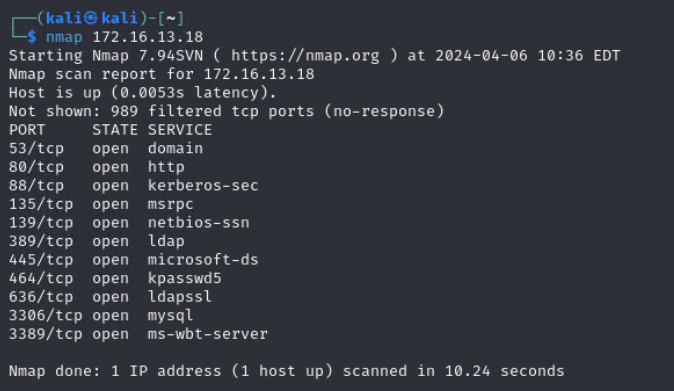 ┌──(kali㉿kali)-[~]
└─$ nmap 172.16.13.18
Starting Nmap 7.94SVN ( https://nmap.org ) at 2024-04-06 10:36 EDT
Nmap scan report for 172.16.13.18
Host is up (0.0053s latency).
Not shown: 989 filtered tcp ports (no-response)
PORT     STATE SERVICE
53/tcp   open  domain
80/tcp   open  http
88/tcp   open  kerberos-sec
135/tcp  open  msrpc
139/tcp  open  netbios-ssn
389/tcp  open  ldap
445/tcp  open  microsoft-ds
464/tcp  open  kpasswd5
636/tcp  open  ldapssl
3306/tcp open  mysql
3389/tcp open  ms-wbt-server
Nmap done: 1 IP address (1 host up) scanned in 10.24 seconds